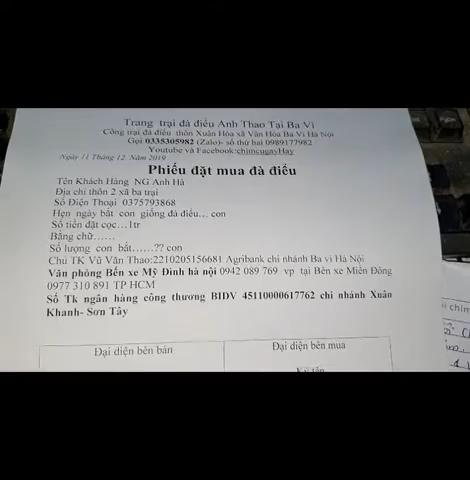 Trang trại đà điểu Anh Thao Tại Ba Vì
Công trại đà điểu thôn Xuân Hòa xã Vân Hòa Ba Vì Hà Nội
Gọi 0335305982 (Zalo)- số thứ hai 0989177982
Youtube và Facebook:chimcugayHay
Ngày 11 Tháng 12. Năm 2019
Phiếu đặt mua đà điểu
Tên Khách Hàng NG Anh Hà
Địa chỉ thôn 2 xã ba trại
Số Điện Thoại 0375793868
Hẹn ngày bắt con giống đà điểu... con
Số tiền đặt cọc...1tr
Bằng chữ......
Số lượng con bắt......?? con
Chủ TK Vũ Văn Thao:2210205156681 Agribank chi nhánh Ba vì Hà Nội
Văn phòng Bến xe Mỹ Đình hà nội 0942 089 769 vp tại Bến xe Miền Đông
0977 310 891 TP HCM
Số Tk ngân hàng công thương BIDV 45110000617762 chi nhánh Xuân
Khanh- Sơn Tây
Đại diện bên bán
Đại diện bên mua
Ký tên